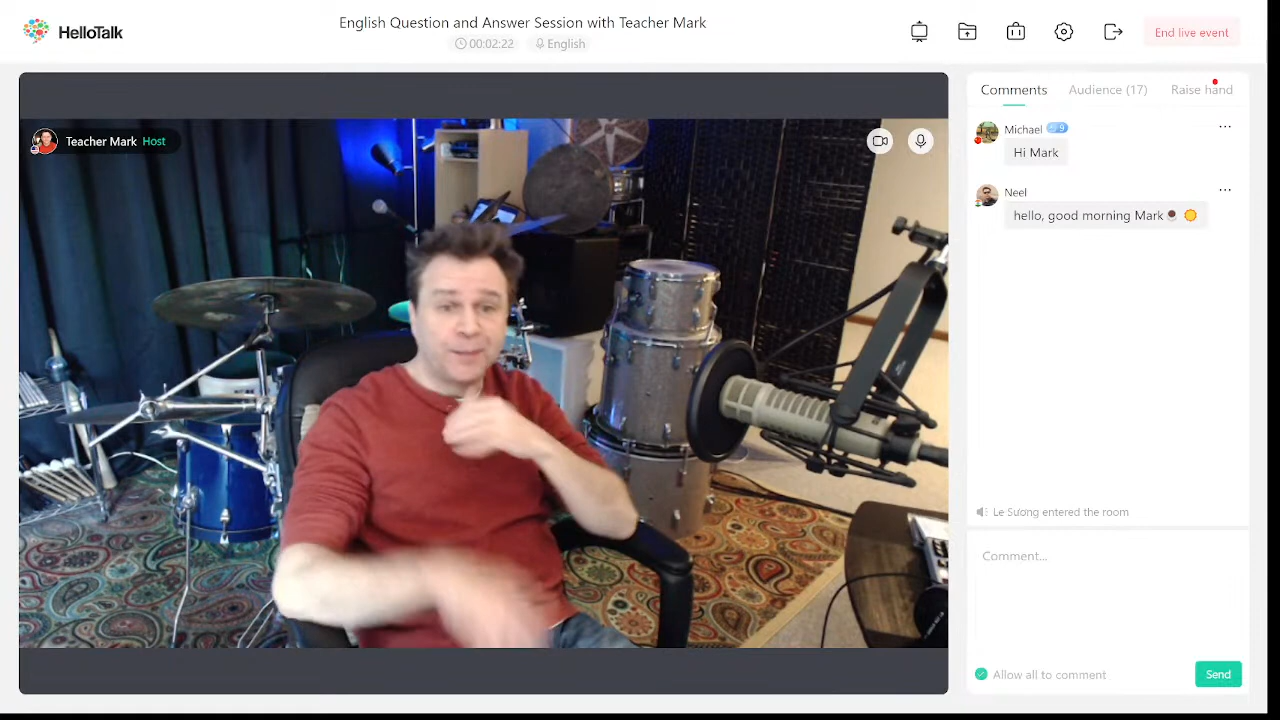 HelloTalk
English Question and Answer Session with Teacher Mark
00:02:22 English
End live event
Teacher Mark Host
Comments Audience (17) Raise hand
Michael 9
Hi Mark
Neel
hello, good morning Mark
Le Sương entered the room
Comment...
Allow all to comment
Send